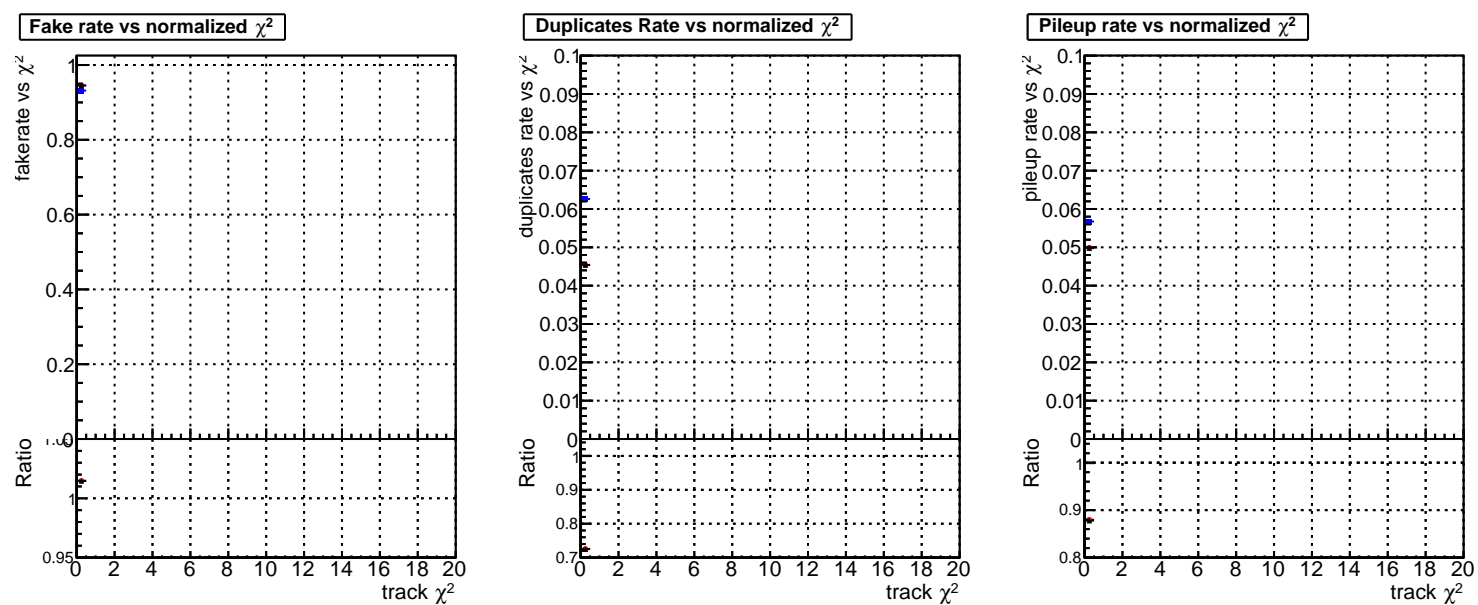 Fake rate vs normalized χ²
fakerate vs χ²
1
0.8
0.6
0.4
0.2
0
Ratio
1
0.95
0 2 4 6 8 10 12 14 16 18 20
track χ²
Duplicates Rate vs normalized χ²
duplicates rate vs χ²
0.1
0.09
0.08
0.07
0.06
0.05
0.04
0.03
0.02
0.01
0
Ratio
1
0.9
0.8
0.7
0 2 4 6 8 10 12 14 16 18 20
track χ²
Pileup rate vs normalized χ²
pileup rate vs χ²
0.1
0.09
0.08
0.07
0.06
0.05
0.04
0.03
0.02
0.01
0
Ratio
1
0.9
0.8
0 2 4 6 8 10 12 14 16 18 20
track χ²